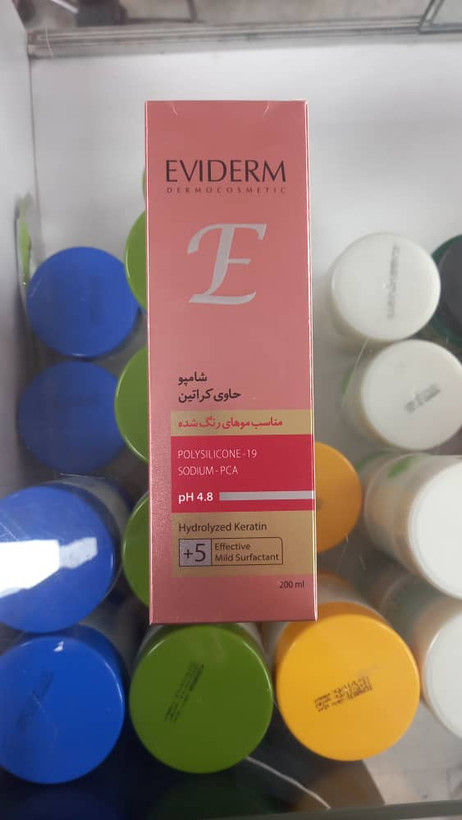 EVIDERM
DERMOCOSMETIC
E
شامپو
حاوی کراتین
مناسب موهای رنگ شده
POLYSILICONE-19
SODIUM-PCA
pH 4.8
Hydrolyzed Keratin
+5 Effective
Mild Surfactant
200 ml